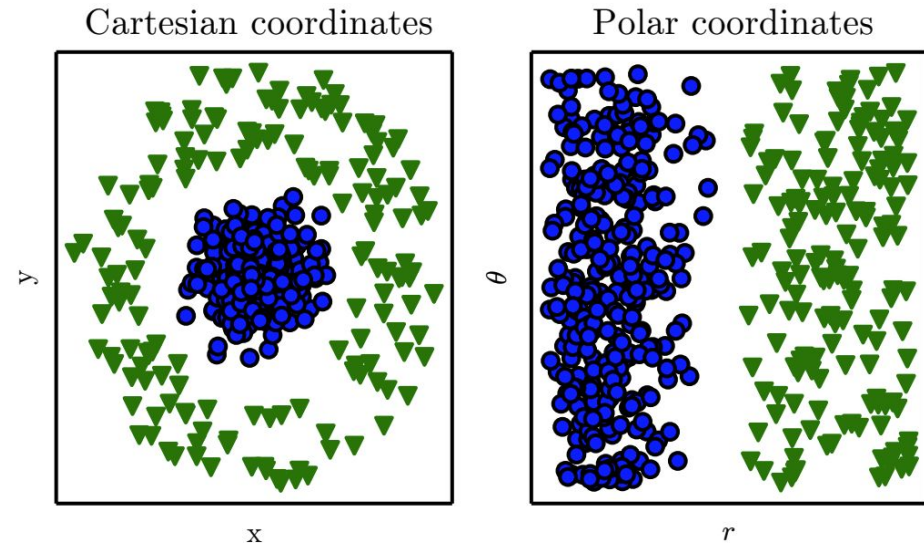 Cartesian coordinates
Polar coordinates
y
x
θ
r